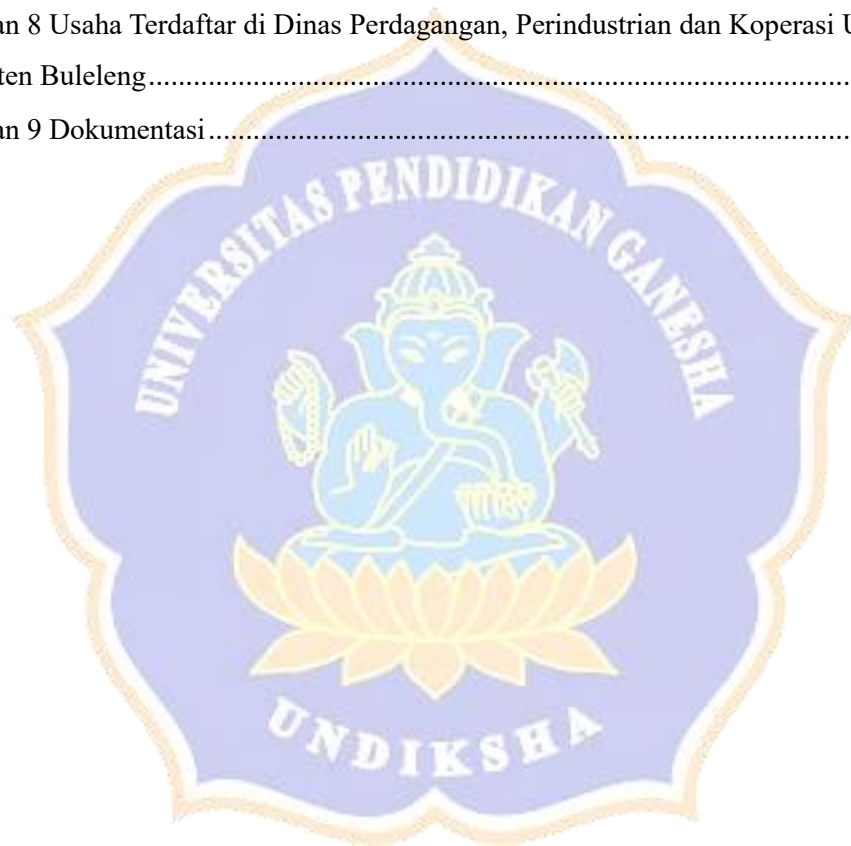 an 8 Usaha Terdaftar di Dinas Perdagangan, Perindustrian dan Koperasi U
ten Buleleng....................................................................................................
an 9 Dokumentasi............................................................................................
UNIVERSITAS PENDIDIKAN GANESHA
UNDIKSHA